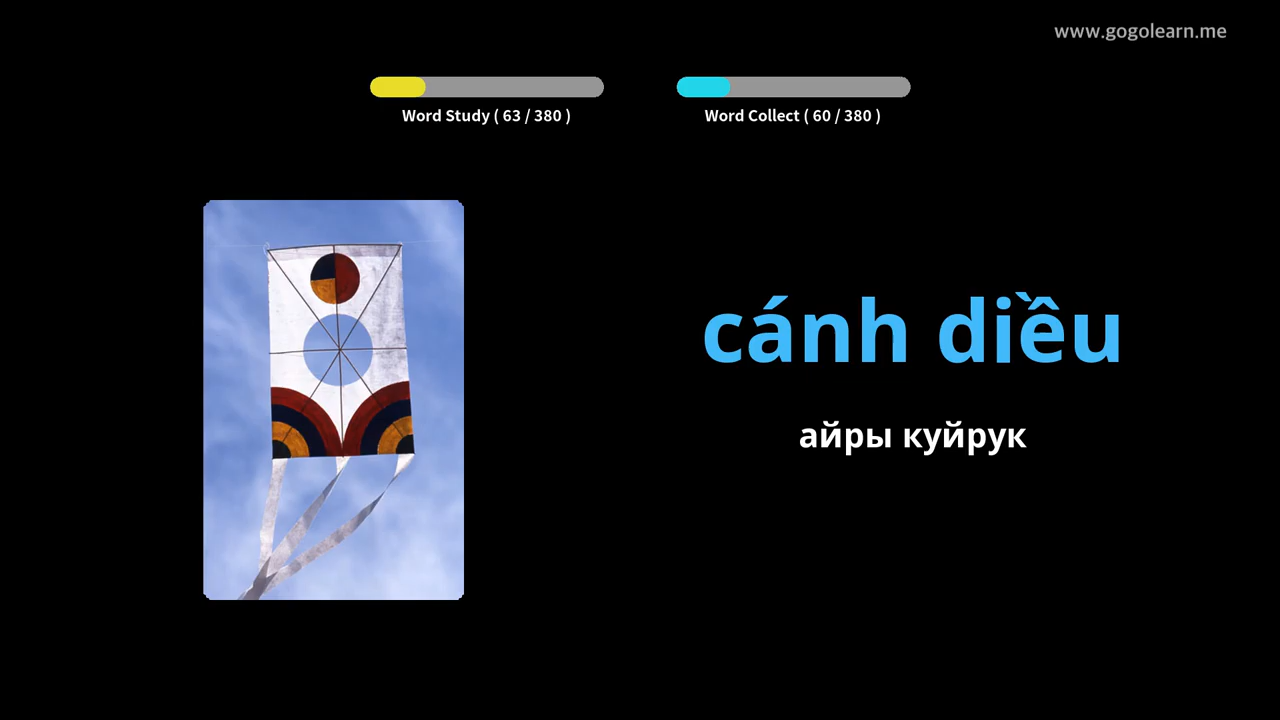 www.gogolearn.me
Word Study ( 63 / 380 )
Word Collect ( 60 / 380 )
cánh diều
айры куйрук